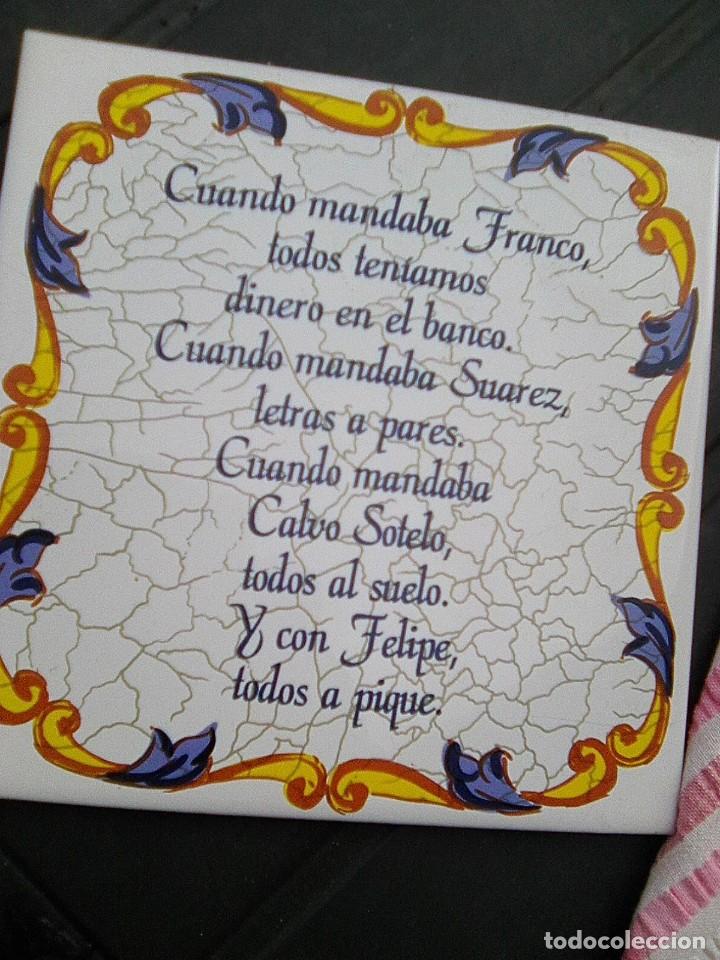 Cuando mandaba Franco,
todos teníamos
dinero en el banco.
Cuando mandaba Suarez,
letras a pares.
Cuando mandaba
Calvo Sotelo,
todos al suelo.
Y con Felipe,
todos a pique.
todocoleccion